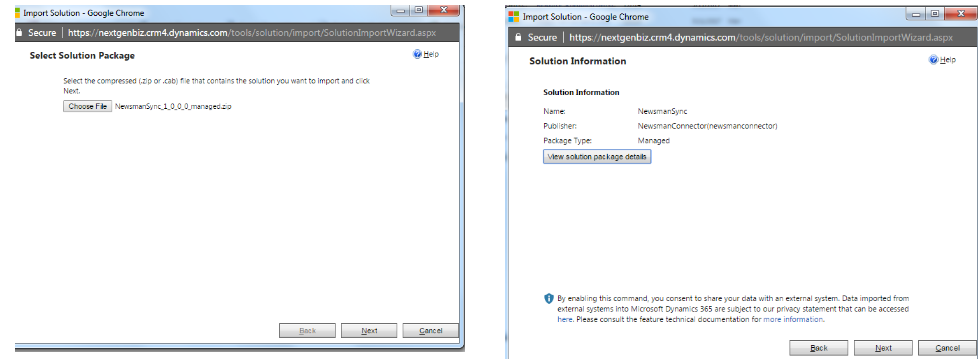 Import Solution - Google Chrome
Secure | https://nextgenbiz.crm4.dynamics.com/tools/solution/import/SolutionImportWizard.aspx
Select Solution Package
Help
Select the compressed (.zip or .cab) file that contains the solution you want to import and click
Next.
Choose File NewsmanSync_1_0_0_0_managed.zip
Back Next Cancel
Import Solution - Google Chrome
Secure | https://nextgenbiz.crm4.dynamics.com/tools/solution/import/SolutionImportWizard.aspx
Solution Information
Help
Solution Information
Name: NewsmanSync
Publisher: NewsmanConnector(newsmanconnector)
Package Type: Managed
View solution package details
By enabling this command, you consent to share your data with an external system. Data imported from
external systems into Microsoft Dynamics 365 are subject to our privacy statement that can be accessed
here. Please consult the feature technical documentation for more information.
Back Next Cancel